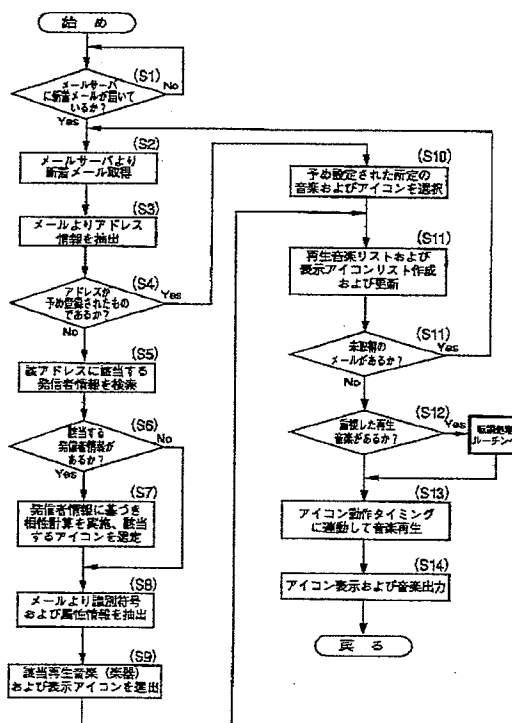 始め
(S1)
メールサーバ
に新着メールが届いて
いるか?
No
Yes
(S2)
メールサーバより
新着メール取得
(S3)
メールよりアドレス
情報を抽出
(S4)
アドレスが
予め登録されたもの
であるか?
Yes
No
(S5)
該アドレスに該当する
発信者情報を検索
(S6)
該当する
発信者情報が
あるか?
No
Yes
(S7)
発信者情報に基づき
相性計算を実施、該当
するアイコンを選定
(S8)
メールより識別符号
および属性情報を抽出
(S9)
該当再生音楽(楽器)
および表示アイコンを選出
(S10)
予め設定された所定の
音楽およびアイコンを選択
(S11)
再生音楽リストおよび
表示アイコンリスト作成
および更新
(S11)
未取得の
メールがあるか?
Yes
No
(S12)
重複した再生
音楽があるか?
Yes
ルーチンへ
No
(S13)
アイコン動作タイミング
に連動して音楽再生
(S14)
アイコン表示および音楽出力
戻る